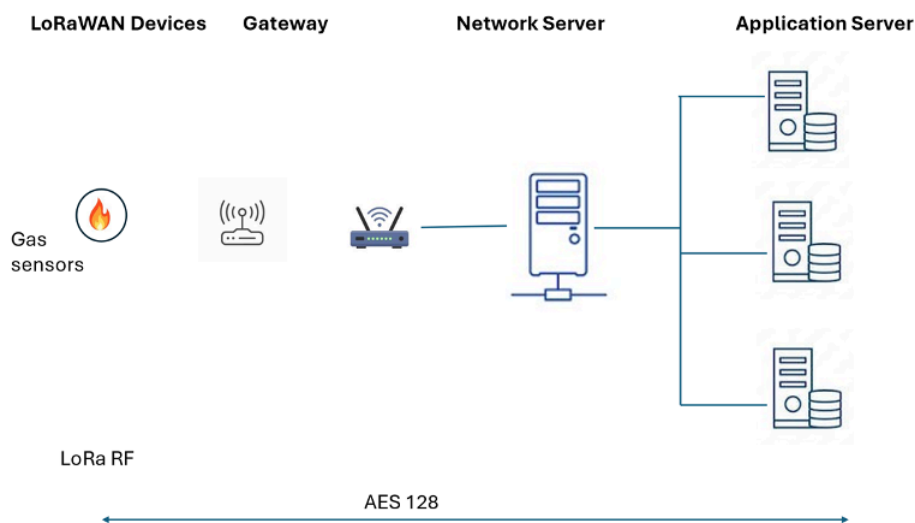 LoRaWAN Devices
Gateway
Network Server
Application Server
Gas
sensors
LoRa RF
AES 128